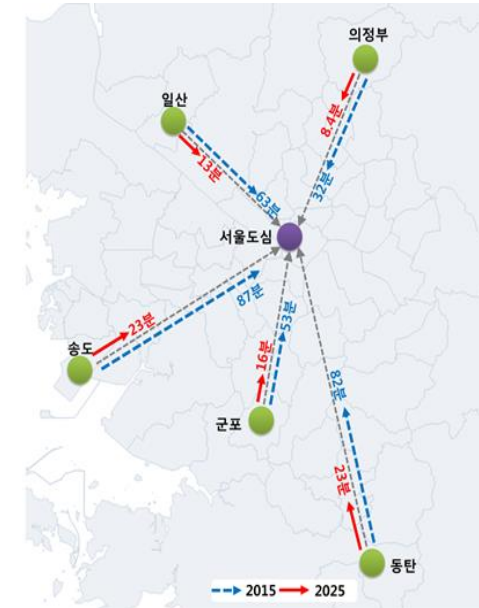 의정부
일산
8.4분
32분
13분
63분
서울도심
87분
23분
송도
16분
53분
군포
82분
23분
동탄
2015
2025